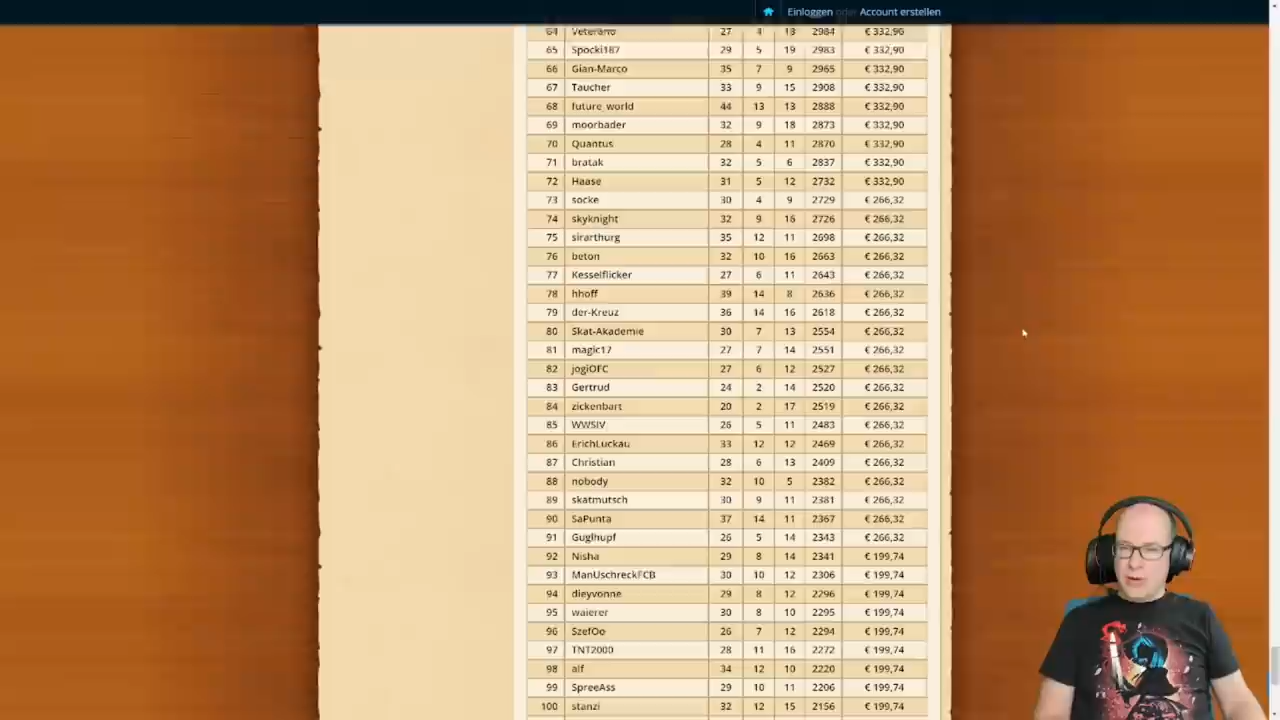 Einloggen oder Account erstellen
64 Veterano 27 4 13 2984 € 332,90
65 Spocki187 29 5 19 2983 € 332,90
66 Gian-Marco 35 7 9 2965 € 332,90
67 Taucher 33 9 15 2908 € 332,90
68 future_world 44 13 13 2888 € 332,90
69 moorbader 32 9 18 2873 € 332,90
70 Quantus 28 4 11 2870 € 332,90
71 bratak 32 5 6 2837 € 332,90
72 Haase 31 5 12 2732 € 332,90
73 socke 30 4 9 2729 € 266,32
74 skyknight 32 9 16 2726 € 266,32
75 sirarthurg 35 12 11 2698 € 266,32
76 beton 32 10 16 2663 € 266,32
77 Kesselflicker 27 6 11 2643 € 266,32
78 hhoff 39 14 8 2636 € 266,32
79 der-Kreuz 36 14 16 2618 € 266,32
80 Skat-Akademie 30 7 13 2554 € 266,32
81 magic17 27 7 14 2551 € 266,32
82 jogiOFC 27 6 12 2527 € 266,32
83 Gertrud 24 2 14 2520 € 266,32
84 zickenbart 20 2 17 2519 € 266,32
85 WWSIV 26 5 11 2483 € 266,32
86 ErichLuckau 33 12 12 2469 € 266,32
87 Christian 28 6 13 2409 € 266,32
88 nobody 32 10 5 2382 € 266,32
89 skatmutsch 30 9 11 2381 € 266,32
90 SaPunta 37 14 11 2367 € 266,32
91 Guglhupf 26 5 14 2343 € 266,32
92 Nisha 29 8 14 2341 € 199,74
93 ManUschreckFCB 30 10 12 2306 € 199,74
94 dieyvonne 29 8 12 2296 € 199,74
95 waierer 30 8 10 2295 € 199,74
96 SzefOo 26 7 12 2294 € 199,74
97 TNT2000 28 11 16 2272 € 199,74
98 alf 34 12 10 2220 € 199,74
99 SpreeAss 29 10 11 2206 € 199,74
100 stanzi 32 12 15 2156 € 199,74